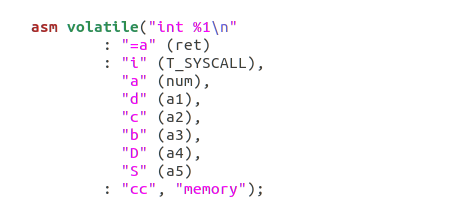 asm volatile("int %1\n"
: "=a" (ret)
: "i" (T_SYSCALL),
"a" (num),
"d" (a1),
"c" (a2),
"b" (a3),
"D" (a4),
"S" (a5)
: "cc", "memory");